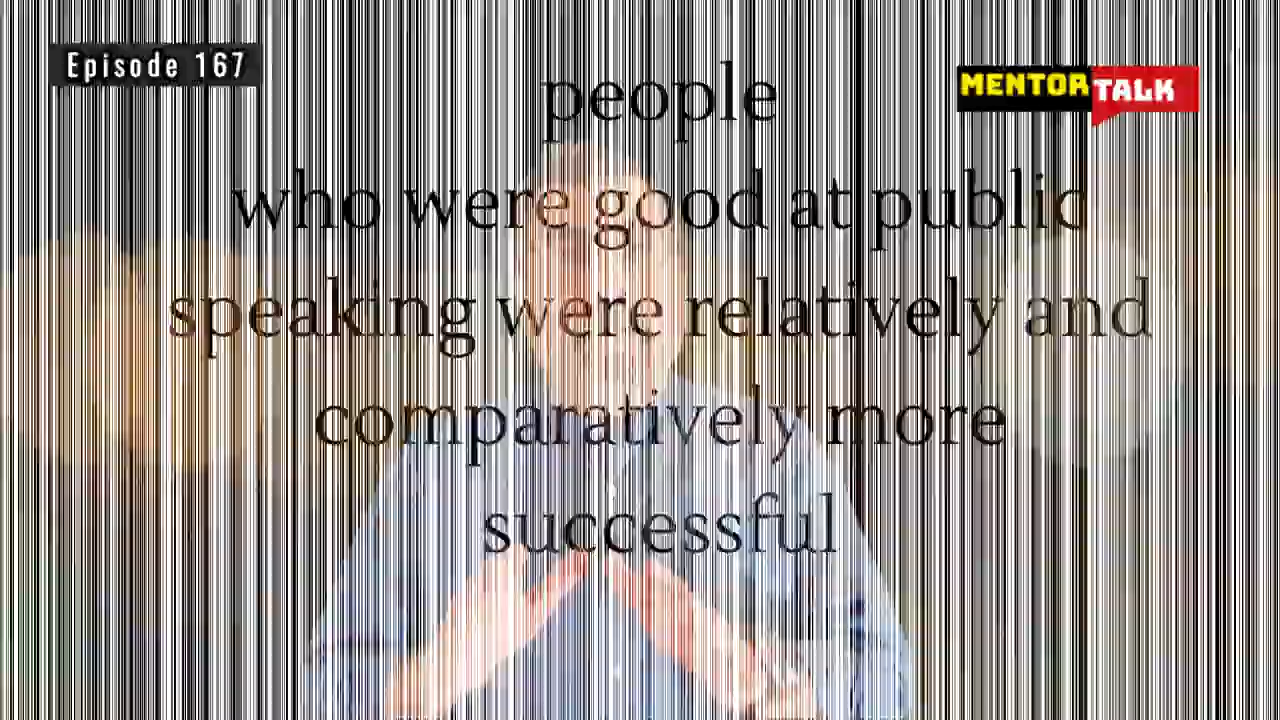 Episode 167
MENTOR TALK
people
who were good at public
speaking were relatively and
comparatively more
successful